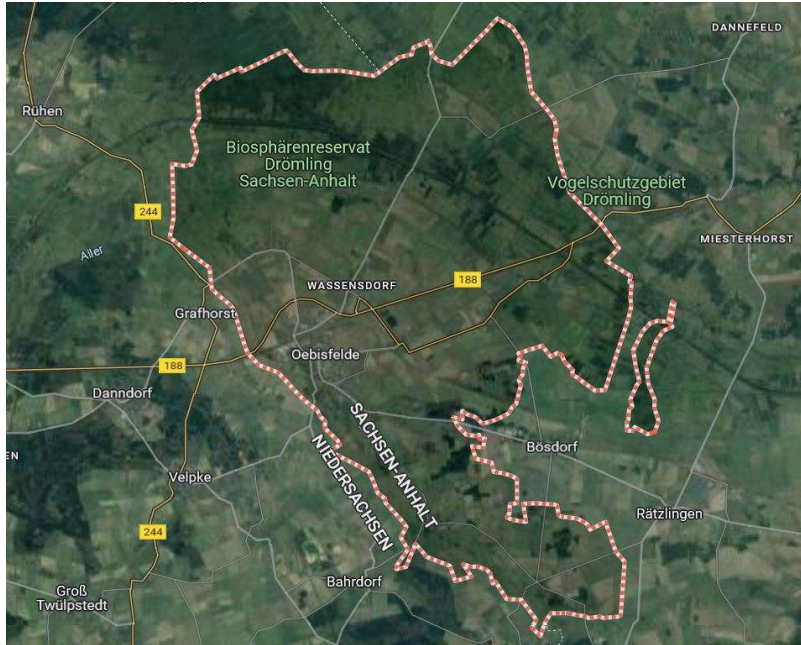 DANNEFELD
Rühen
Biosphärenreservat
Drömling
Sachsen-Anhalt
Vogelschutzgebiet
Drömling
244
MIESTERHORST
Aller
188
WASSENSDORF
Grafhorst
Oebisfelde
188
Danndorf
SACHSEN-ANHALT
NIEDERSACHSEN
EN
Bösdorf
Velpke
Rätzlingen
244
Bahrdorf
Groß
Twülpstedt